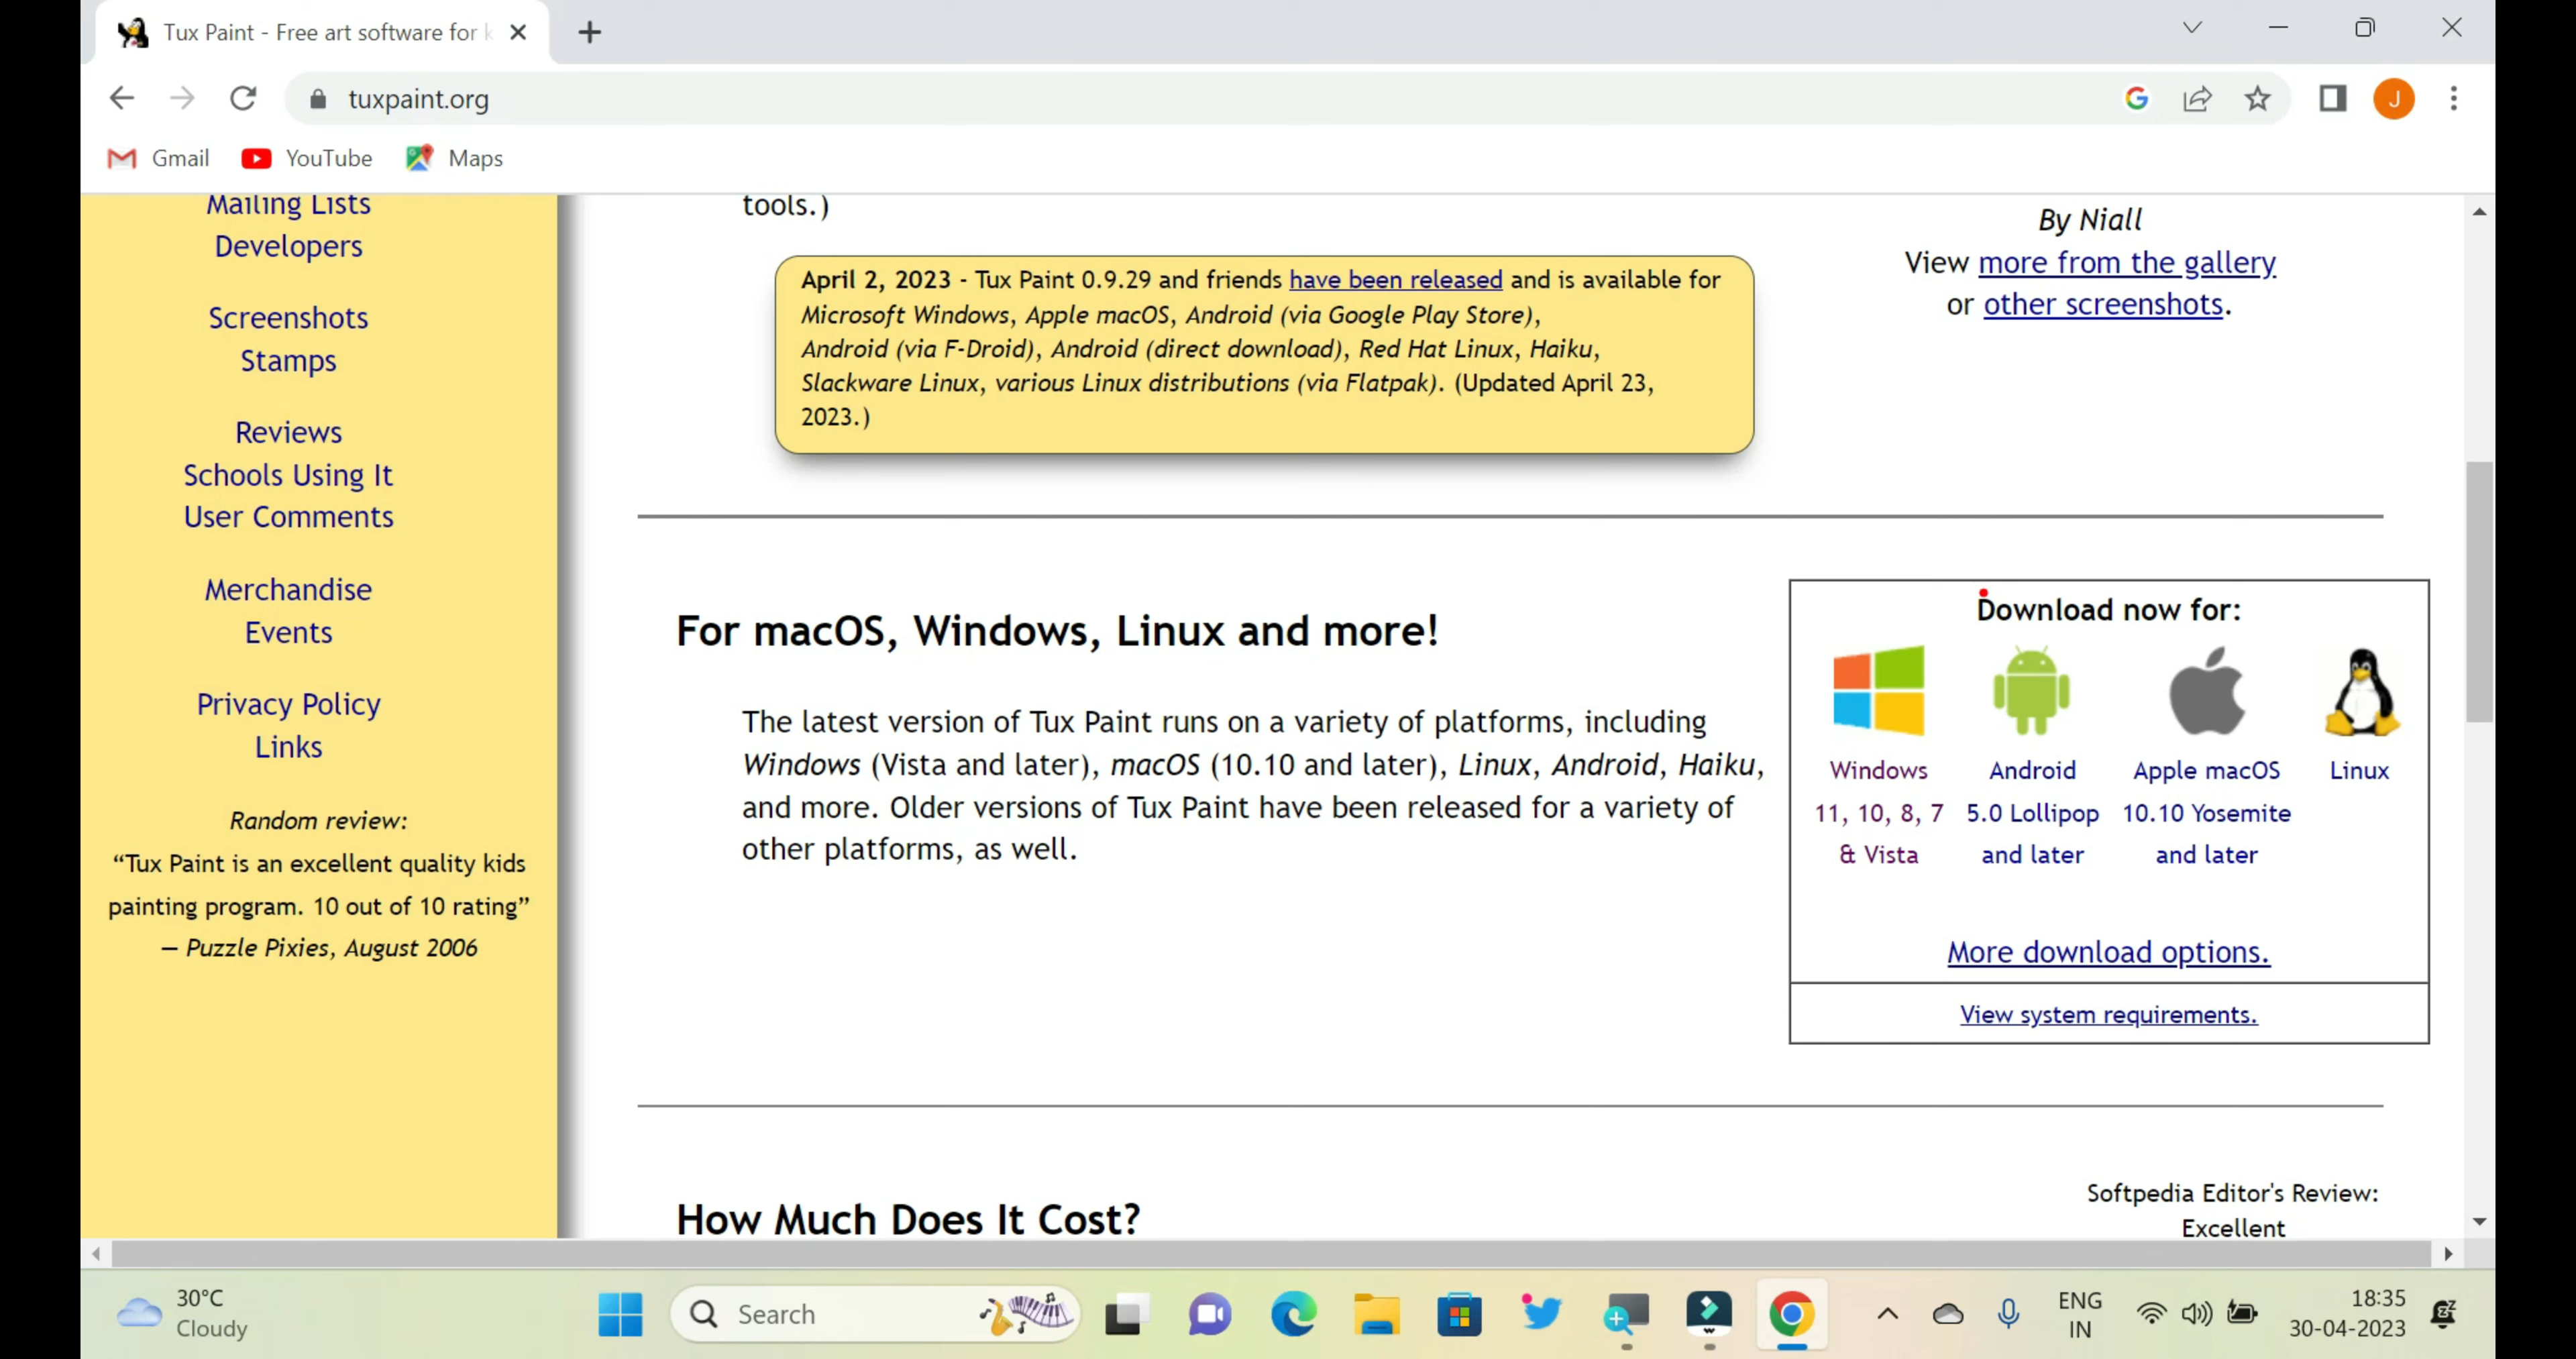 Tux Paint - Free art software for k
tuxpaint.org
J
Gmail
YouTube
Maps
Mailing Lists
Developers
Screenshots
Stamps
Reviews
Schools Using It
User Comments
Merchandise
Events
Privacy Policy
Links
Random review:
“Tux Paint is an excellent quality kids
painting program. 10 out of 10 rating”
— Puzzle Pixies, August 2006
tools.)
April 2, 2023 - Tux Paint 0.9.29 and friends have been released and is available for
Microsoft Windows, Apple macOS, Android (via Google Play Store),
Android (via F-Droid), Android (direct download), Red Hat Linux, Haiku,
Slackware Linux, various Linux distributions (via Flatpak). (Updated April 23,
2023.)
By Niall
View more from the gallery
or other screenshots.
For macOS, Windows, Linux and more!
The latest version of Tux Paint runs on a variety of platforms, including
Windows (Vista and later), macOS (10.10 and later), Linux, Android, Haiku,
and more. Older versions of Tux Paint have been released for a variety of
other platforms, as well.
Download now for:
Windows
11, 10, 8, 7
& Vista
Android
5.0 Lollipop
and later
Apple macOS
10.10 Yosemite
and later
Linux
More download options.
View system requirements.
How Much Does It Cost?
Softpedia Editor's Review:
Excellent
30°C
Cloudy
Search
ENG
IN
18:35
30-04-2023